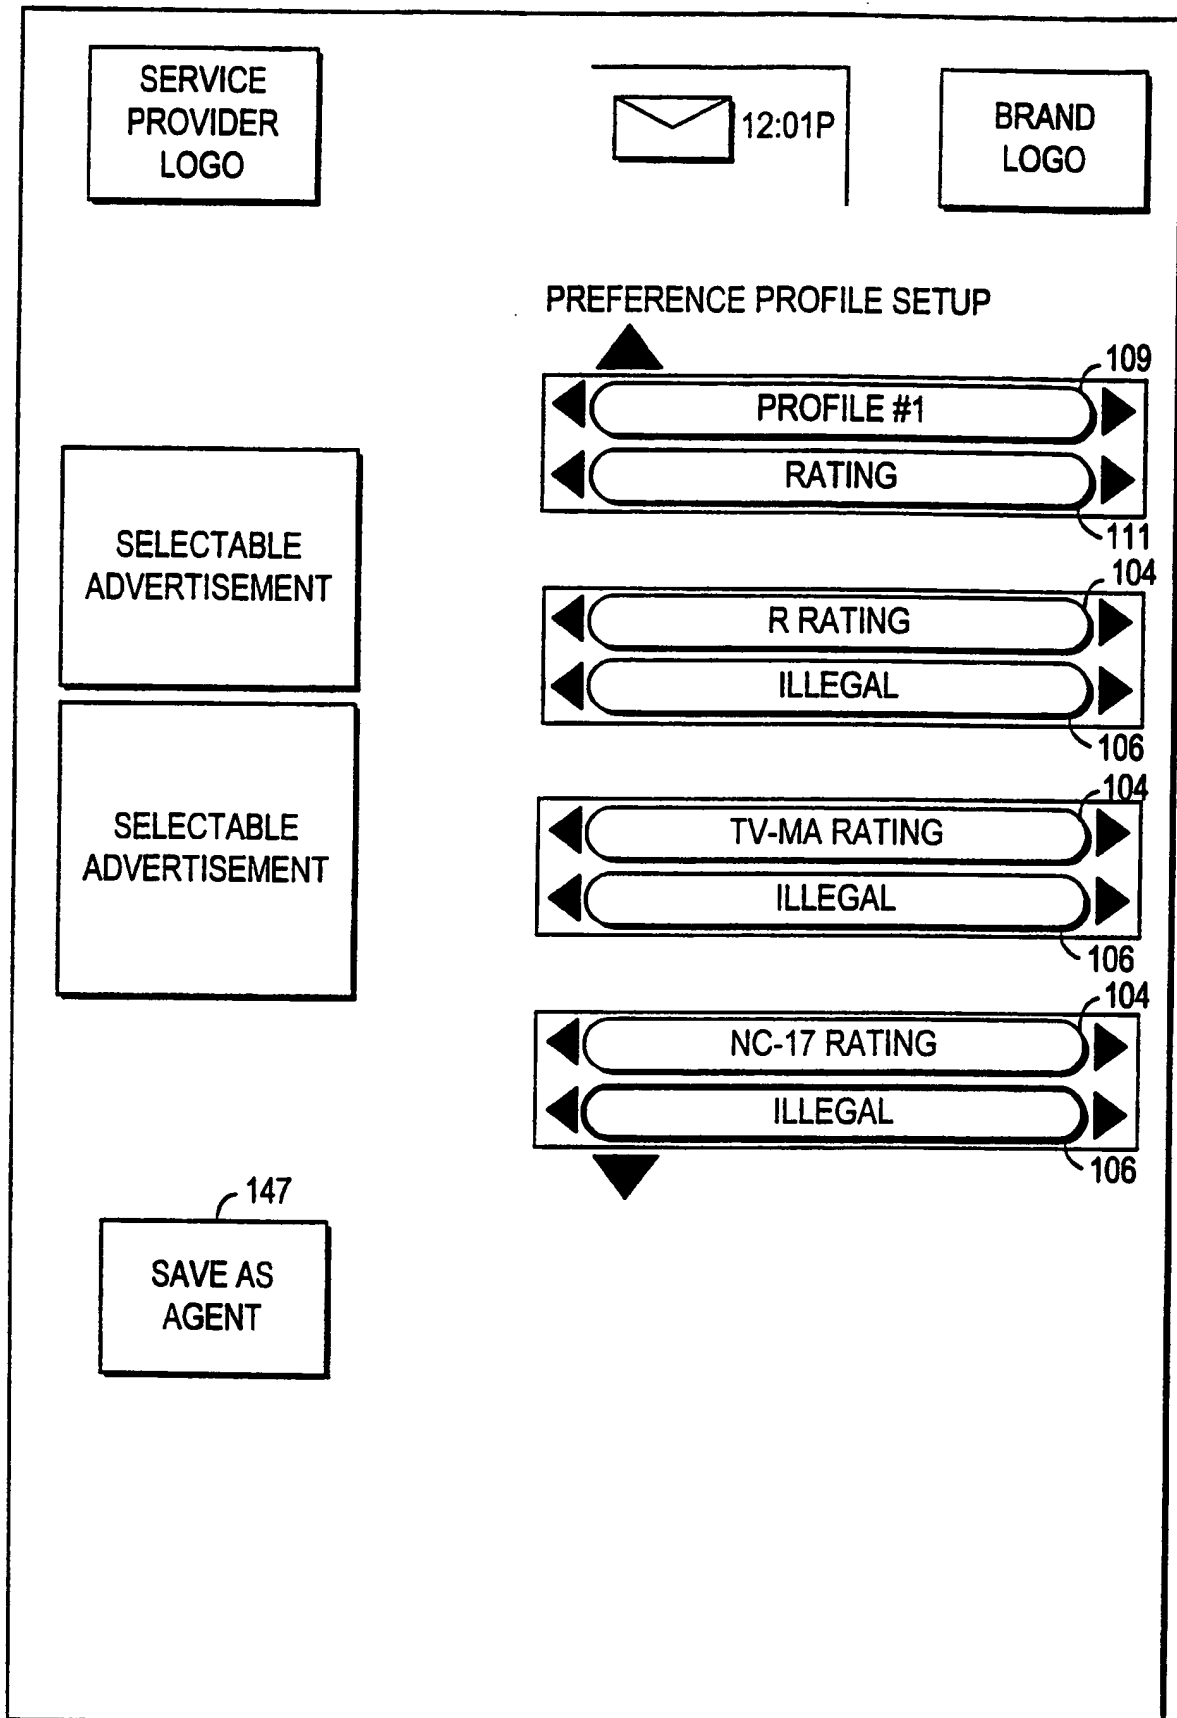 SERVICE
PROVIDER
LOGO
12:01P
BRAND
LOGO
PREFERENCE PROFILE SETUP
109
PROFILE #1
RATING
111
SELECTABLE
ADVERTISEMENT
104
R RATING
ILLEGAL
106
SELECTABLE
ADVERTISEMENT
104
TV-MA RATING
ILLEGAL
106
104
NC-17 RATING
ILLEGAL
106
147
SAVE AS
AGENT